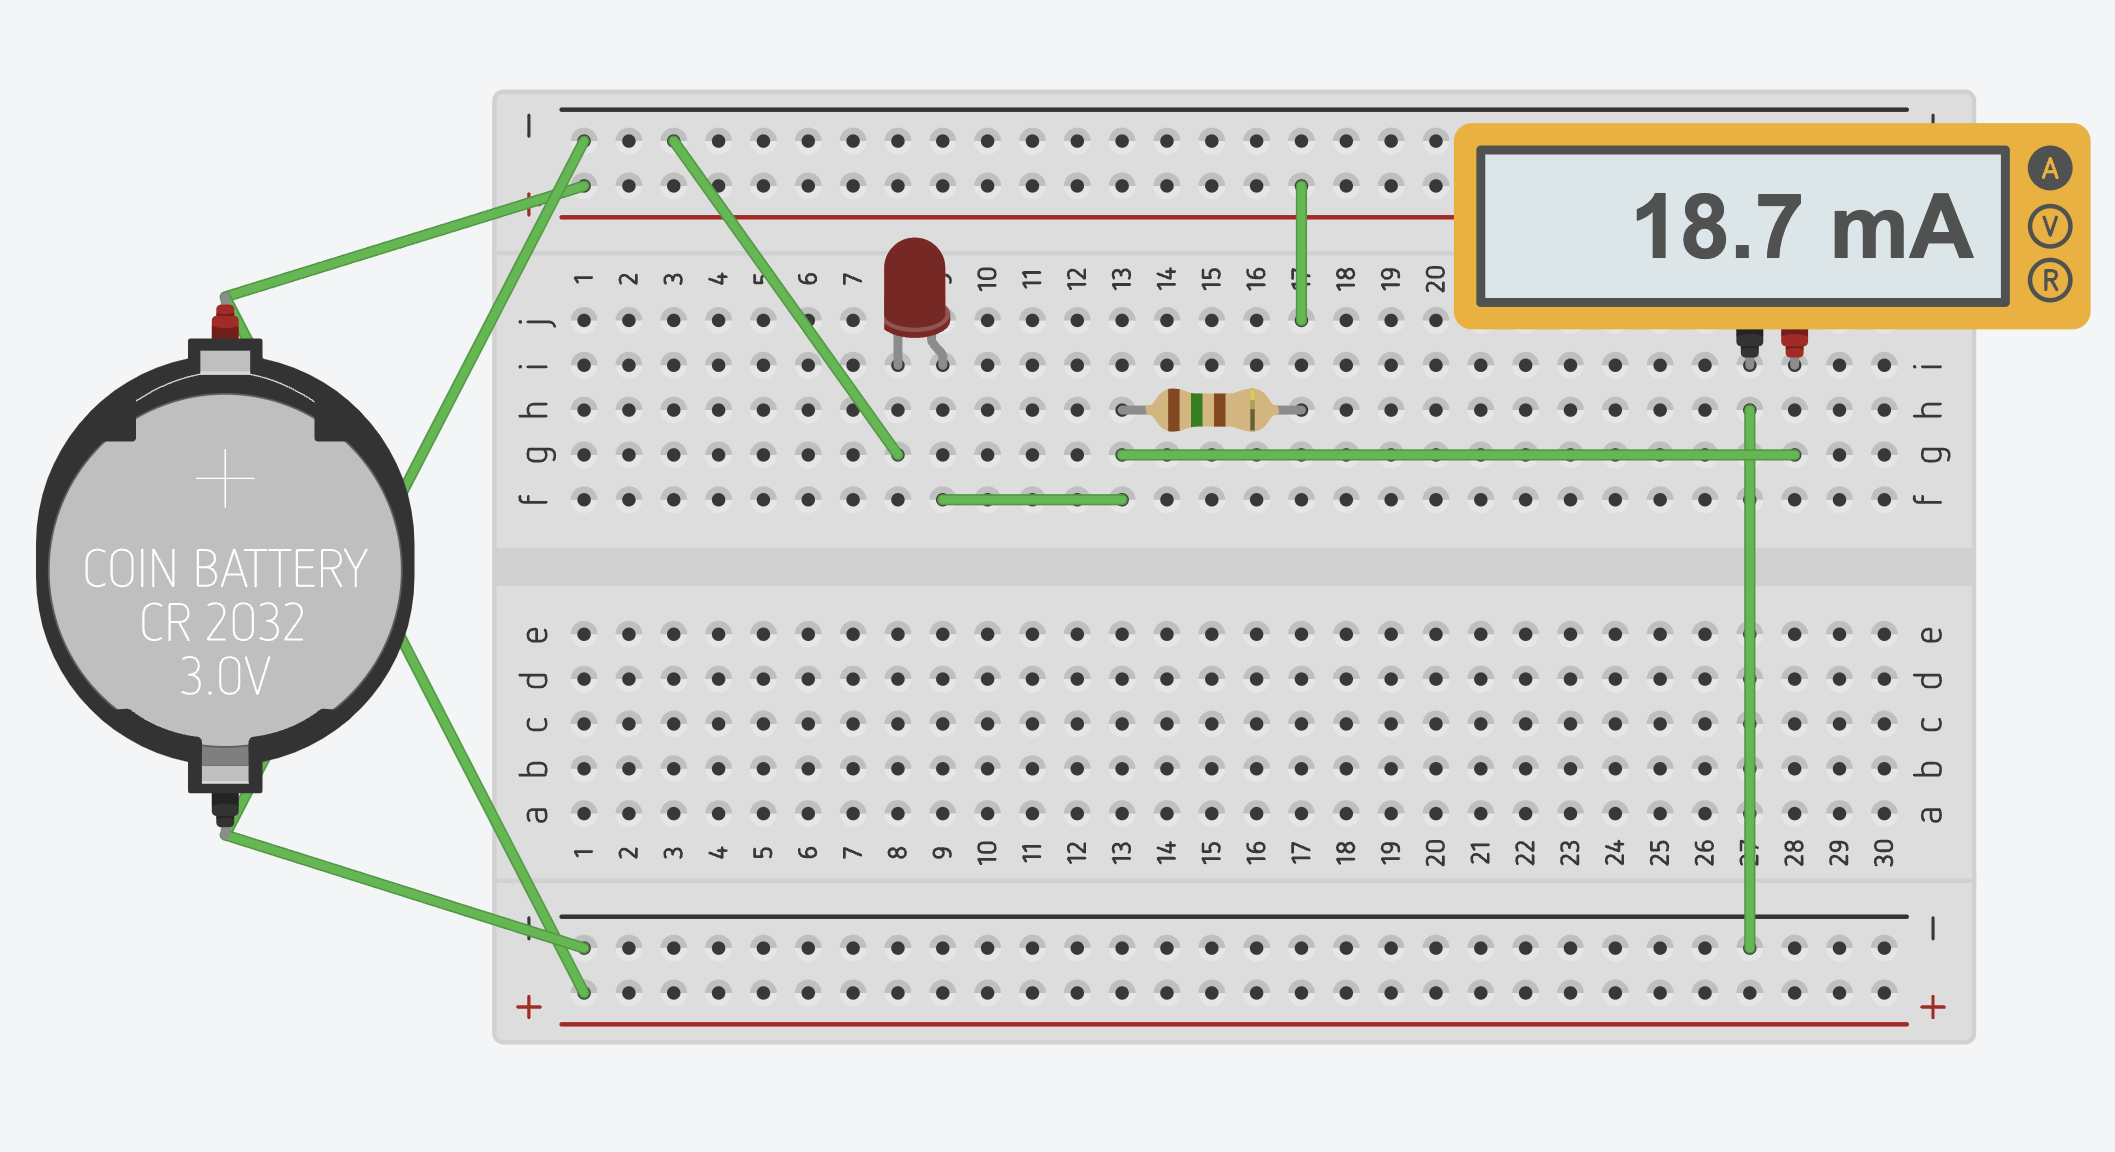 − −
+
1 2 3 4 5 6 7 10 11 12 13 14 15 16 17 18 19 20
18.7 mA
A
V
R
j
i i
h h
g g
f f
COIN BATTERY
CR 2032
3.0V
e e
d d
c c
b b
a a
1 2 3 4 5 6 7 8 9 10 11 12 13 14 15 16 17 18 19 20 21 22 23 24 25 26 27 28 29 30
− −
+ +